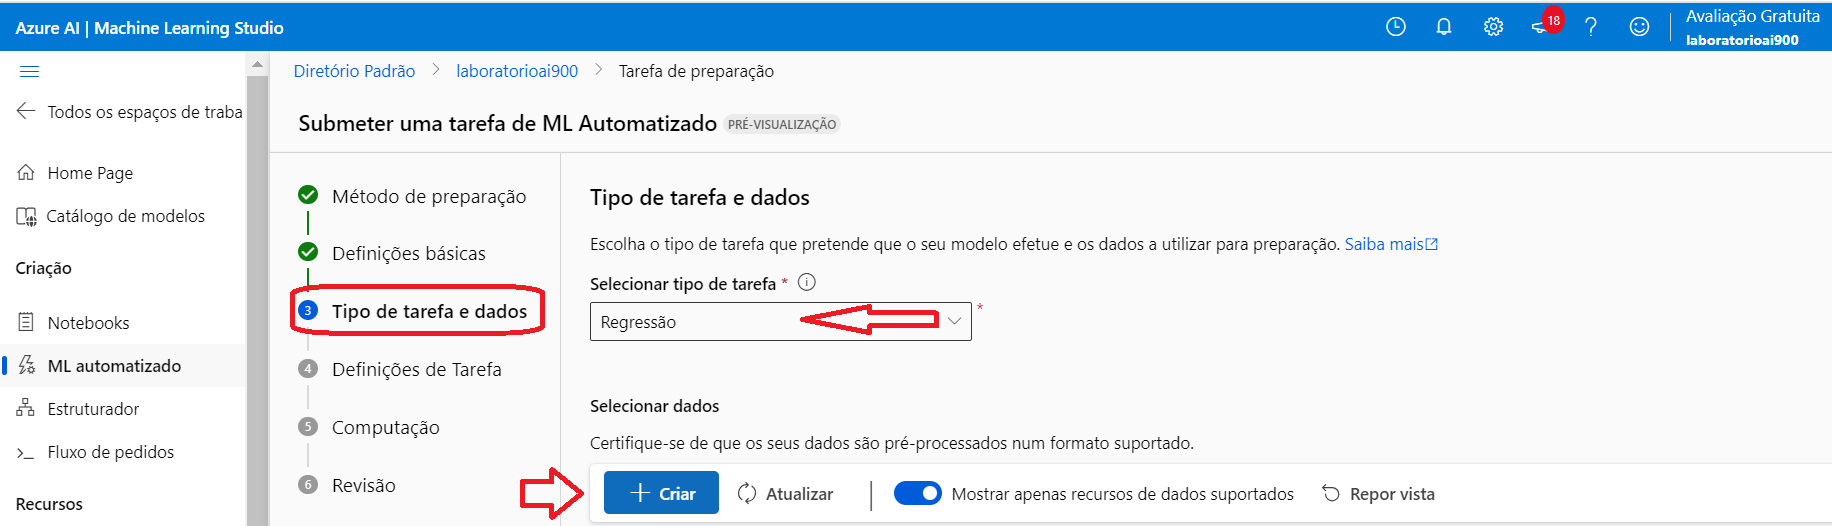 Azure AI | Machine Learning Studio
18
Avaliação Gratuita
laboratorioai900
Todos os espaços de traba
Home Page
Catálogo de modelos
Criação
Notebooks
ML automatizado
Estruturador
Fluxo de pedidos
Recursos
Diretório Padrão > laboratorioai900 > Tarefa de preparação
Submeter uma tarefa de ML Automatizado PRÉ-VISUALIZAÇÃO
Método de preparação
Definições básicas
3 Tipo de tarefa e dados
4 Definições de Tarefa
5 Computação
6 Revisão
Tipo de tarefa e dados
Escolha o tipo de tarefa que pretende que o seu modelo efetue e os dados a utilizar para preparação. Saiba mais
Selecionar tipo de tarefa *
Regressão *
Selecionar dados
Certifique-se de que os seus dados são pré-processados num formato suportado.
+ Criar Atualizar | Mostrar apenas recursos de dados suportados Repor vista